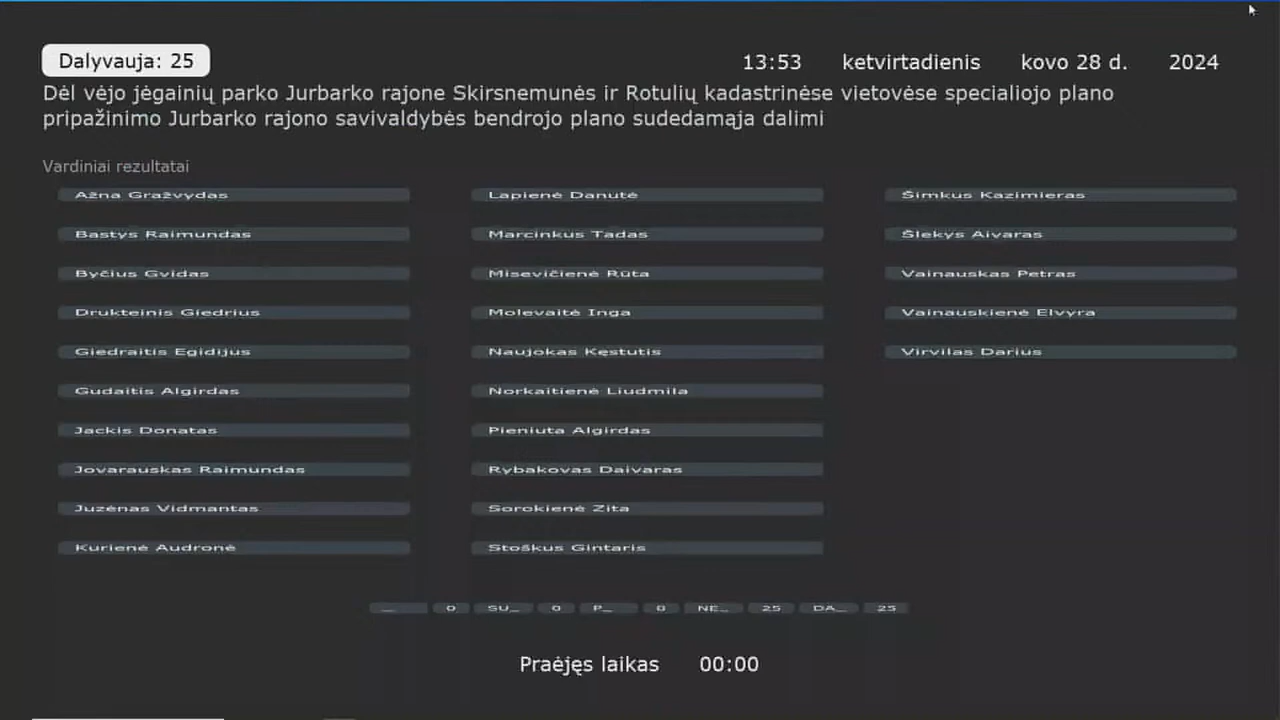 Dalyvauja: 25
13:53 ketvirtadienis kovo 28 d. 2024
Dėl vėjo jėgainių parko Jurbarko rajone Skirsnemunės ir Rotulių kadastrinėse vietovėse specialiojo plano
pripažinimo Jurbarko rajono savivaldybės bendrojo plano sudedamąja dalimi
Vardiniai rezultatai
Ažna Gražvydas
Bastys Raimundas
Byčius Gvidas
Drukteinis Giedrius
Giedraitis Egidijus
Gudaitis Algirdas
Jackis Donatas
Jovarauskas Raimundas
Juzėnas Vidmantas
Kurienė Audronė
Lapienė Danutė
Marcinkus Tadas
Misevičienė Rūta
Molevaitė Inga
Naujokas Kęstutis
Norkaitienė Liudmila
Pieniuta Algirdas
Rybakovas Daivaras
Sorokienė Zita
Stoškus Gintaris
Šimkus Kazimieras
Šlekys Aivaras
Vainauskas Petras
Vainauskienė Elvyra
Virvilas Darius
_ 0 SU_ 0 P_ 0 NE_ 25 DA_ 25
Praėjęs laikas 00:00